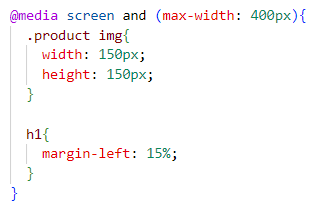 @media screen and (max-width: 400px){
  .product img{
    width: 150px;
    height: 150px;
  }

  h1{
    margin-left: 15%;
  }
}